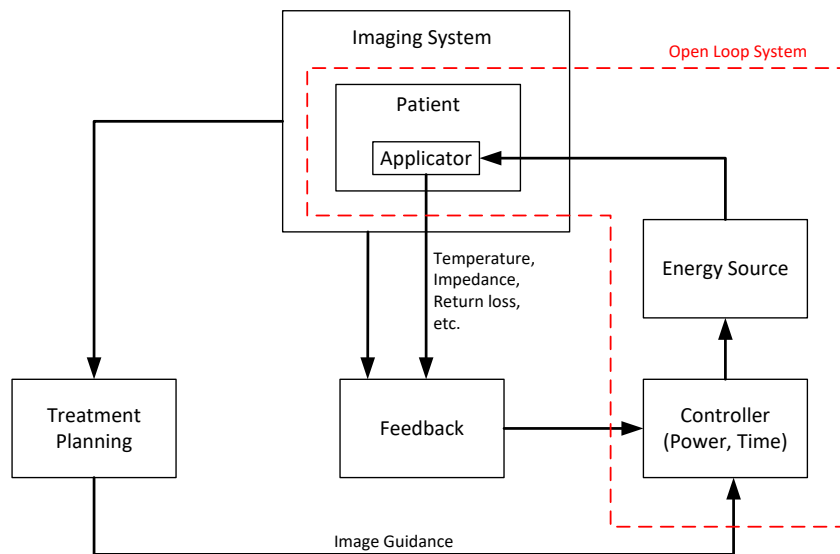 Imaging System
Open Loop System
Patient
Applicator
Temperature,
Impedance,
Return loss,
etc.
Energy Source
Treatment
Planning
Feedback
Controller
(Power, Time)
Image Guidance